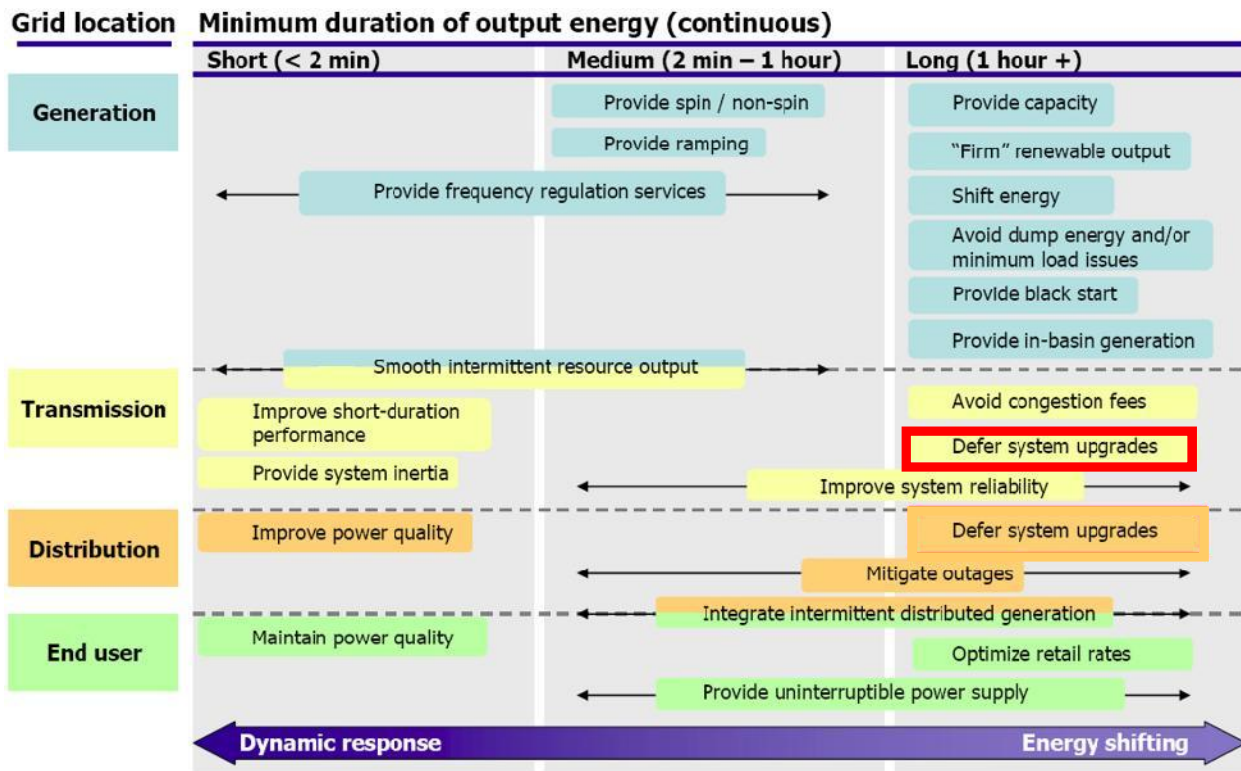 Grid location
Minimum duration of output energy (continuous)
Short (< 2 min)
Medium (2 min – 1 hour)
Long (1 hour +)
Generation
Provide spin / non-spin
Provide capacity
Provide ramping
“Firm” renewable output
Provide frequency regulation services
Shift energy
Avoid dump energy and/or
minimum load issues
Provide black start
Provide in-basin generation
Smooth intermittent resource output
Transmission
Improve short-duration
performance
Avoid congestion fees
Defer system upgrades
Provide system inertia
Improve system reliability
Distribution
Improve power quality
Defer system upgrades
Mitigate outages
Integrate intermittent distributed generation
End user
Maintain power quality
Optimize retail rates
Provide uninterruptible power supply
Dynamic response
Energy shifting